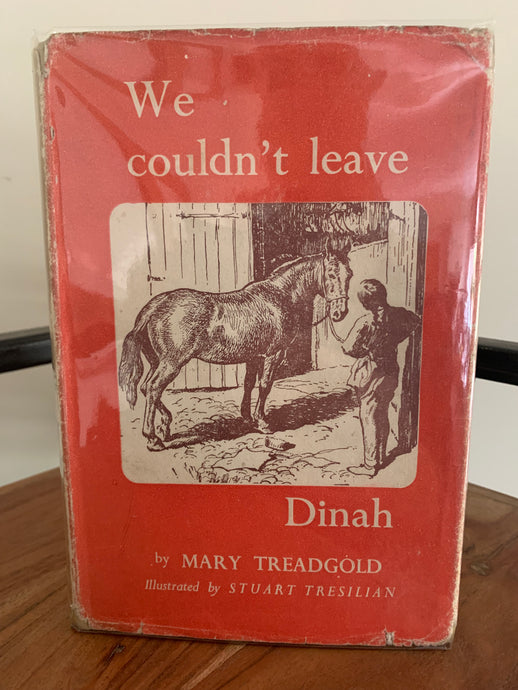 We
couldn't leave
Dinah
by MARY TREADGOLD
Illustrated by STUART TRESILIAN